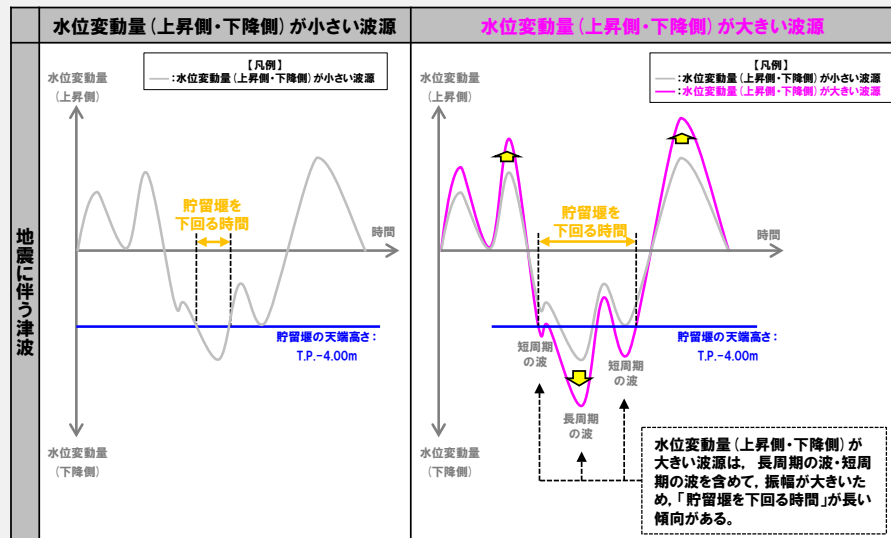 水位変動量(上昇側・下降側)が小さい波源
水位変動量(上昇側・下降側)が大きい波源
地震に伴う津波
【凡例】
―:水位変動量(上昇側・下降側)が小さい波源
水位変動量
(上昇側)
貯留堰を
下回る時間
時間
貯留堰の天端高さ:
T.P.-4.00m
水位変動量
(下降側)
【凡例】
―:水位変動量(上昇側・下降側)が小さい波源
―:水位変動量(上昇側・下降側)が大きい波源
水位変動量
(上昇側)
貯留堰を
下回る時間
時間
貯留堰の天端高さ:
T.P.-4.00m
短周期
の波
短周期
の波
長周期
の波
水位変動量
(下降側)
水位変動量(上昇側・下降側)が
大きい波源は, 長周期の波・短周
期の波を含めて, 振幅が大きいた
め,「貯留堰を下回る時間」が長い
傾向がある。